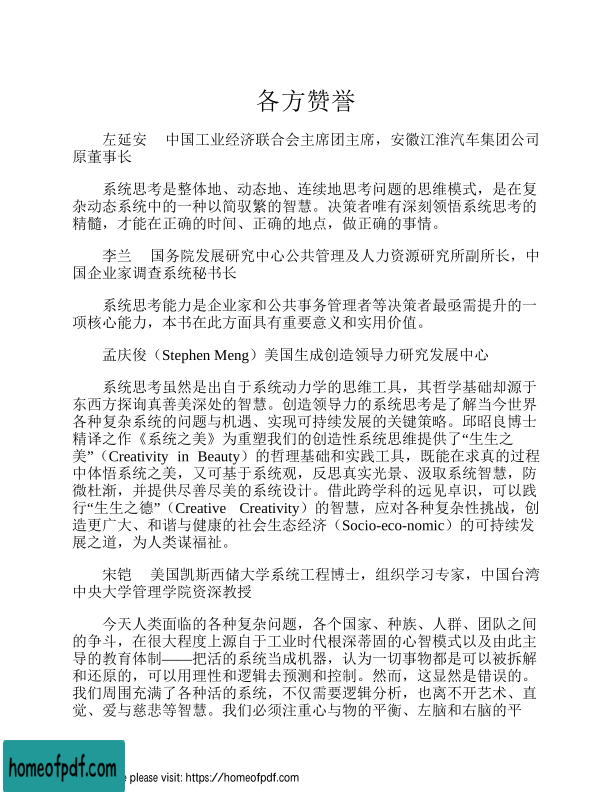 各方赞誉
左延安 中国工业经济联合会主席团主席，安徽江淮汽车集团公司
原董事长
系统思考是整体地、动态地、连续地思考问题的思维模式，是在复
杂动态系统中的一种以简驭繁的智慧。决策者唯有深刻领悟系统思考的
精髓，才能在正确的时间、正确的地点，做正确的事情。
李兰 国务院发展研究中心公共管理及人力资源研究所副所长，中
国企业家调查系统秘书长
系统思考能力是企业家和公共事务管理者等决策者最亟需提升的一
项核心能力，本书在此方面具有重要意义和实用价值。
孟庆俊（Stephen Meng）美国生成创造领导力研究发展中心
系统思考虽然是出自于系统动力学的思维工具，其哲学基础却源于
东西方探询真善美深处的智慧。创造领导力的系统思考是了解当今世界
各种复杂系统的问题与机遇、实现可持续发展的关键策略。邱昭良博士
精译之作《系统之美》为重塑我们的创造性系统思维提供了“生生之
美”（Creativity in Beauty）的哲理基础和实践工具，既能在求真的过程
中体悟系统之美，又可基于系统观，反思真实光景、汲取系统智慧，防
微杜渐，并提供尽善尽美的系统设计。借此跨学科的远见卓识，可以践
行“生生之德”（Creative Creativity）的智慧，应对各种复杂性挑战，创
造更广大、和谐与健康的社会生态经济（Socio-eco-nomic）的可持续发
展之道，为人类谋福祉。
宋铠 美国凯斯西储大学系统工程博士，组织学习专家，中国台湾
中央大学管理学院资深教授
今天人类面临的各种复杂问题，各个国家、种族、人群、团队之间
的争斗，在很大程度上源自于工业时代根深蒂固的心智模式以及由此主
导的教育体制——把活的系统当成机器，认为一切事物都是可以被拆解
和还原的，可以用理性和逻辑去预测和控制。然而，这显然是错误的。
我们周围充满了各种活的系统，不仅需要逻辑分析，也离不开艺术、直
觉、爱与慈悲等智慧。我们必须注重心与物的平衡、左脑和右脑的平
homeofpdf.com
please visit: https://homeofpdf.com